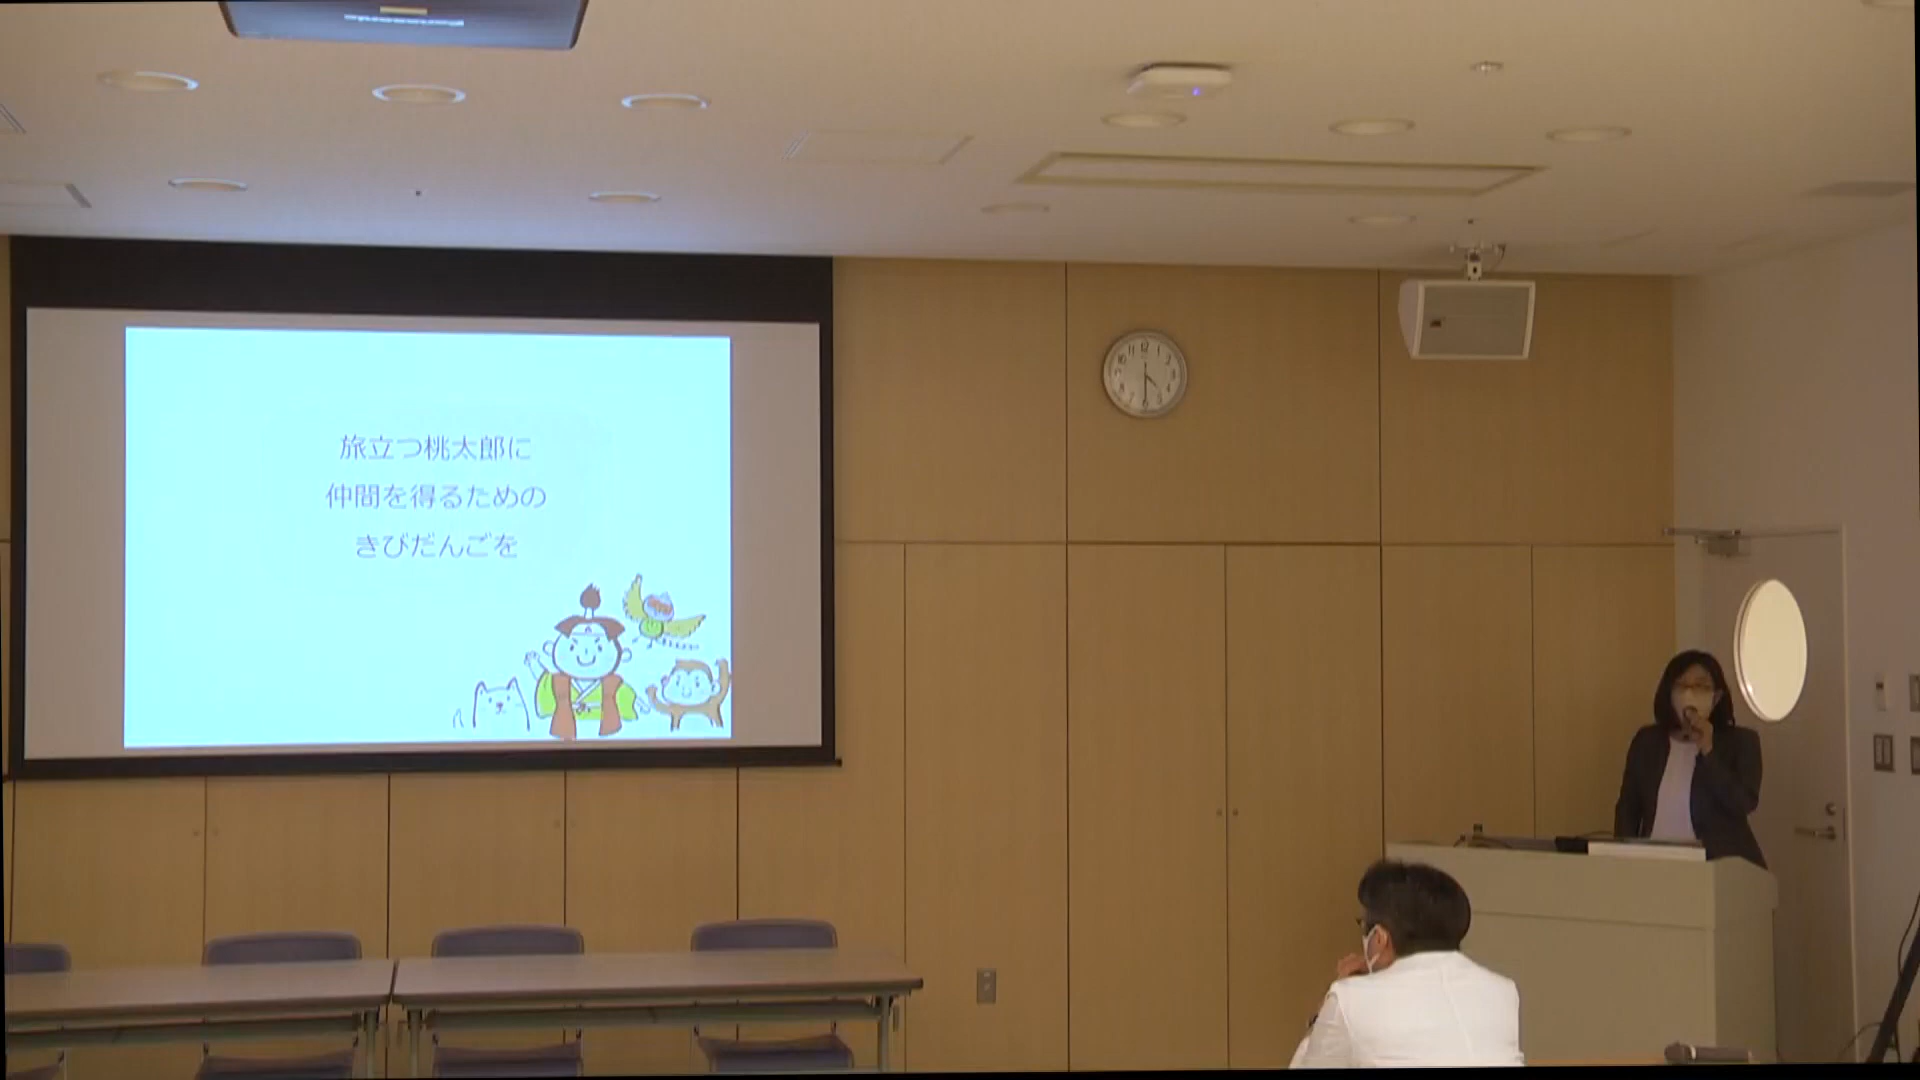 旅立つ桃太郎に
仲間を得るための
きびだんごを